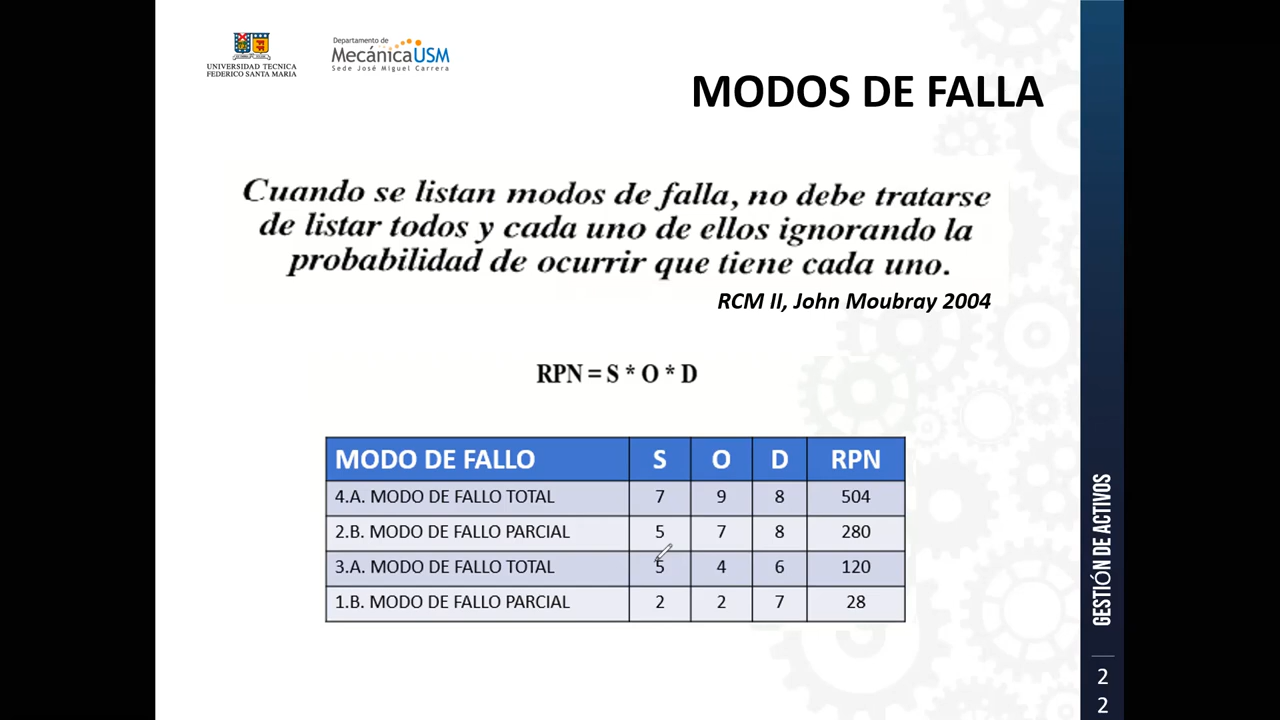 UNIVERSIDAD TECNICA
FEDERICO SANTA MARIA
Departamento de
MecánicaUSM
Sede José Miguel Carrera
MODOS DE FALLA
Cuando se listan modos de falla, no debe tratarse
de listar todos y cada uno de ellos ignorando la
probabilidad de ocurrir que tiene cada uno.
RCM II, John Moubray 2004
RPN = S * O * D
MODO DE FALLO S O D RPN
4.A. MODO DE FALLO TOTAL 7 9 8 504
2.B. MODO DE FALLO PARCIAL 5 7 8 280
3.A. MODO DE FALLO TOTAL 5 4 6 120
1.B. MODO DE FALLO PARCIAL 2 2 7 28
GESTIÓN DE ACTIVOS
2
2